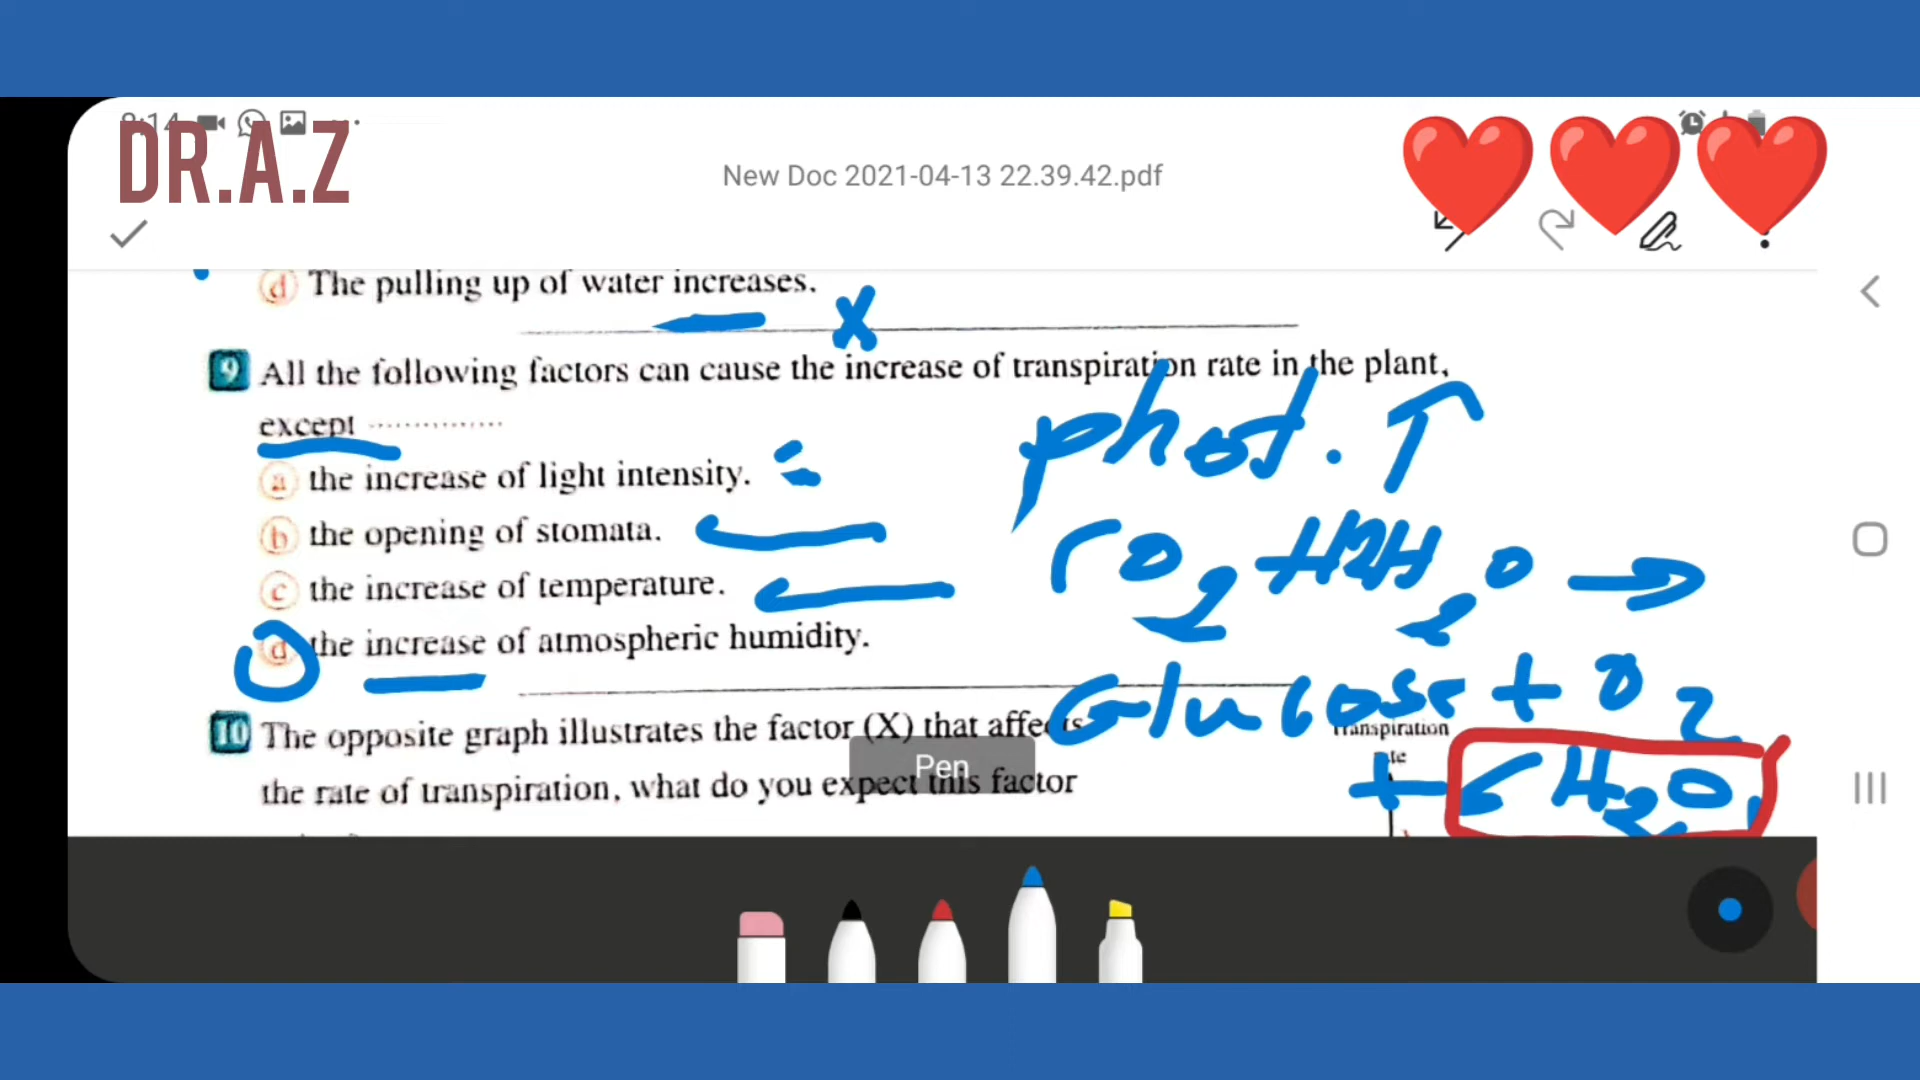 DR.A.Z
New Doc 2021-04-13 22.39.42.pdf
d The pulling up of water increases.
X
9 All the following factors can cause the increase of transpiration rate in the plant,
except ..............
a the increase of light intensity.
b the opening of stomata.
c the increase of temperature.
d the increase of atmospheric humidity.
phot. ↑
CO2 + H2O →
Glucose + O2
+ H2O
10 The opposite graph illustrates the factor (X) that affects
the rate of transpiration, what do you expect this factor
Transpiration
Pen